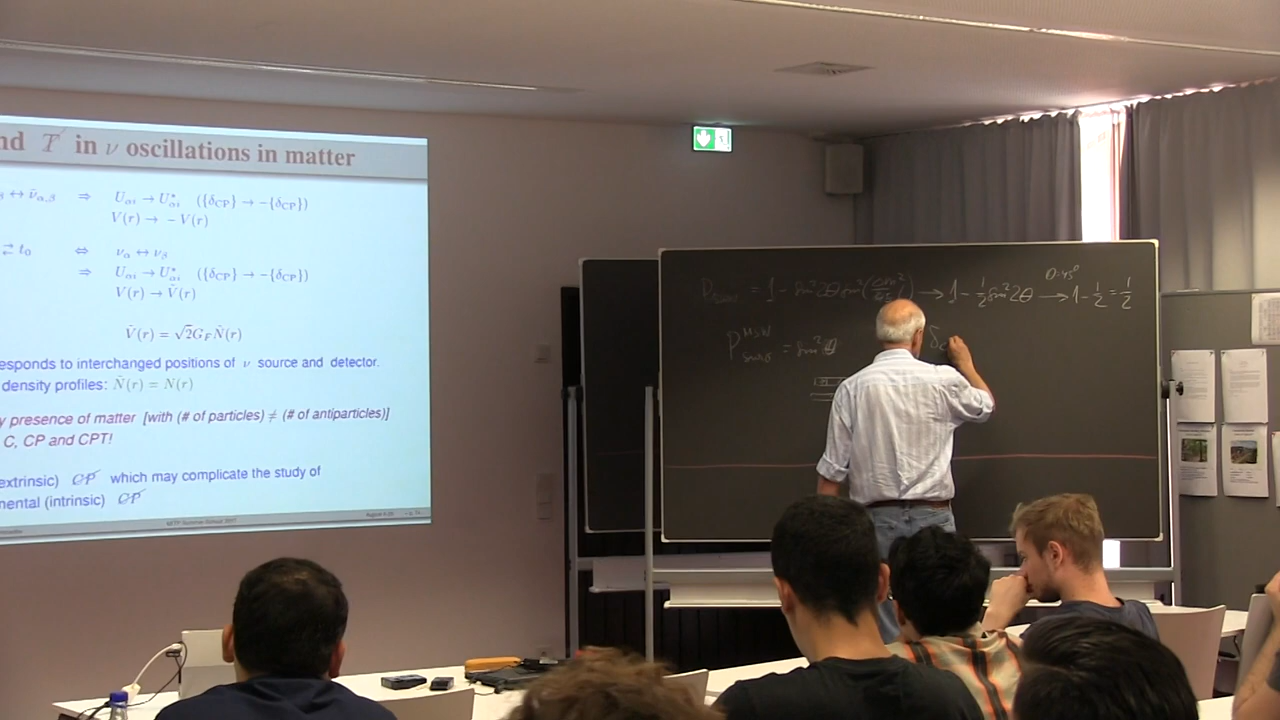 nd T in ν oscillations in matter
β ↔ ν̄α,β ⇒ Uαi → U*αi ({δCP} → −{δCP})
V(r) → −V(r)
⇄ t0 ⇔ να ↔ νβ
⇒ Uαi → U*αi ({δCP} → −{δCP})
V(r) → Ṽ(r)
Ṽ(r) = √2GF Ñ(r)
esponds to interchanged positions of ν source and detector.
density profiles: Ñ(r) = N(r)
y presence of matter [with (# of particles) ≠ (# of antiparticles)]
C, CP and CPT!
extrinsic) CP which may complicate the study of
mental (intrinsic) CP
= 1 - sin²2θ sin²( ) → 1 - ½ sin²2θ → 1 - ½ = ½
θ=45°
P MSW = sin²θ
δc